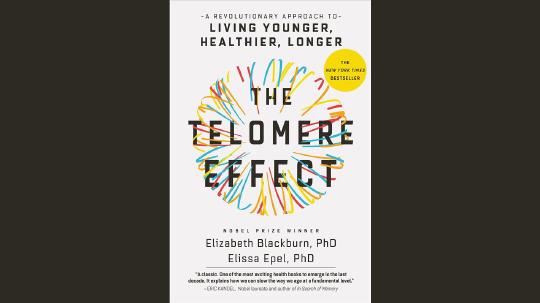 -A REVOLUTIONARY APPROACH TO-
LIVING YOUNGER,
HEALTHIER, LONGER
THE
NEW YORK TIMES
BESTSELLER
THE
TELOMERE
EFFECT
NOBEL PRIZE WINNER
Elizabeth Blackburn, PhD
Elissa Epel, PhD
"A classic. One of the most exciting health books to emerge in the last
decade. It explains how we can slow the way we age at a fundamental level."
—ERIC KANDEL, Nobel laureate and author of In Search of Memory